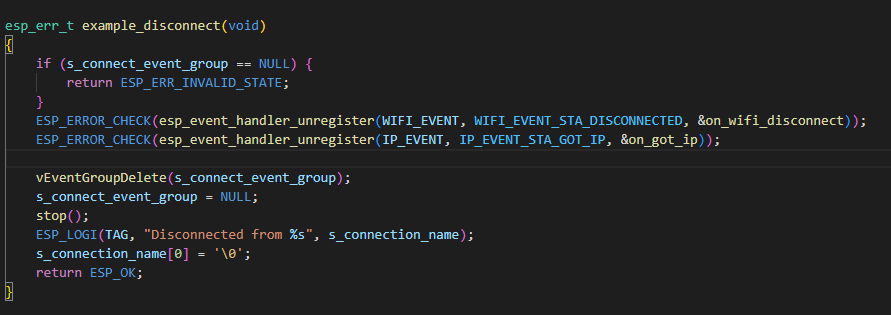 esp_err_t example_disconnect(void)
{
if (s_connect_event_group == NULL) {
return ESP_ERR_INVALID_STATE;
}
ESP_ERROR_CHECK(esp_event_handler_unregister(WIFI_EVENT, WIFI_EVENT_STA_DISCONNECTED, &on_wifi_disconnect));
ESP_ERROR_CHECK(esp_event_handler_unregister(IP_EVENT, IP_EVENT_STA_GOT_IP, &on_got_ip));
vEventGroupDelete(s_connect_event_group);
s_connect_event_group = NULL;
stop();
ESP_LOGI(TAG, "Disconnected from %s", s_connection_name);
s_connection_name[0] = '\0';
return ESP_OK;
}